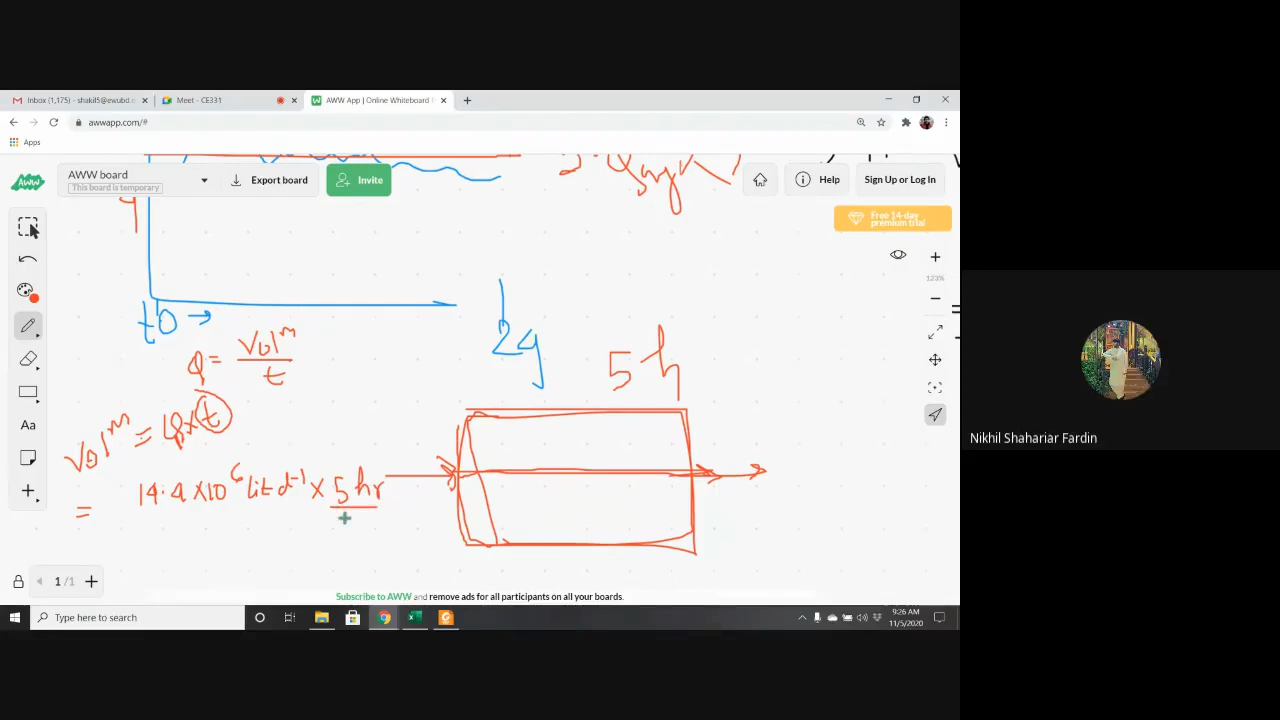 Inbox (1,175) - shakil5@ewubd.e
Meet - CE331
AWW App | Online Whiteboard
awwapp.com/#
Apps
AWW
AWW board
This board is temporary
Export board
Invite
Help
Sign Up or Log In
Free 14-day
premium trial
123%
t0 →
24
Q = Vol^m / t
5 h
Vol^m = Q x t
= 14.4 x 10^6 lit d^-1 x 5 hr
Aa
1 /1
Nikhil Shahariar Fardin
Subscribe to AWW and remove ads for all participants on all your boards.
Type here to search
9:26 AM
11/5/2020